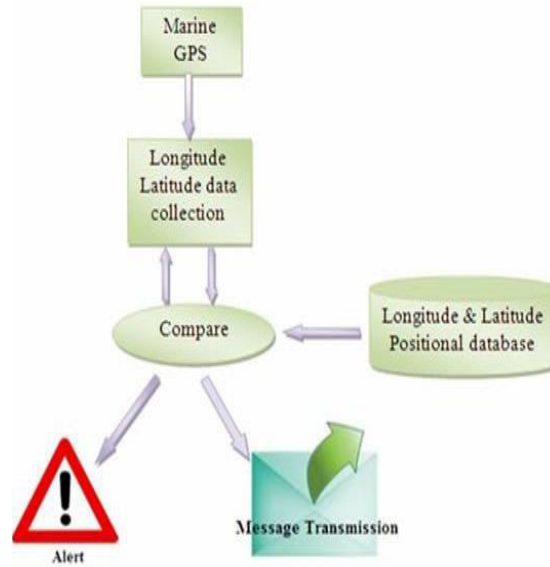 Marine
GPS
Longitude
Latitude data
collection
Compare
Longitude & Latitude
Positional database
Message Transmission
Alert